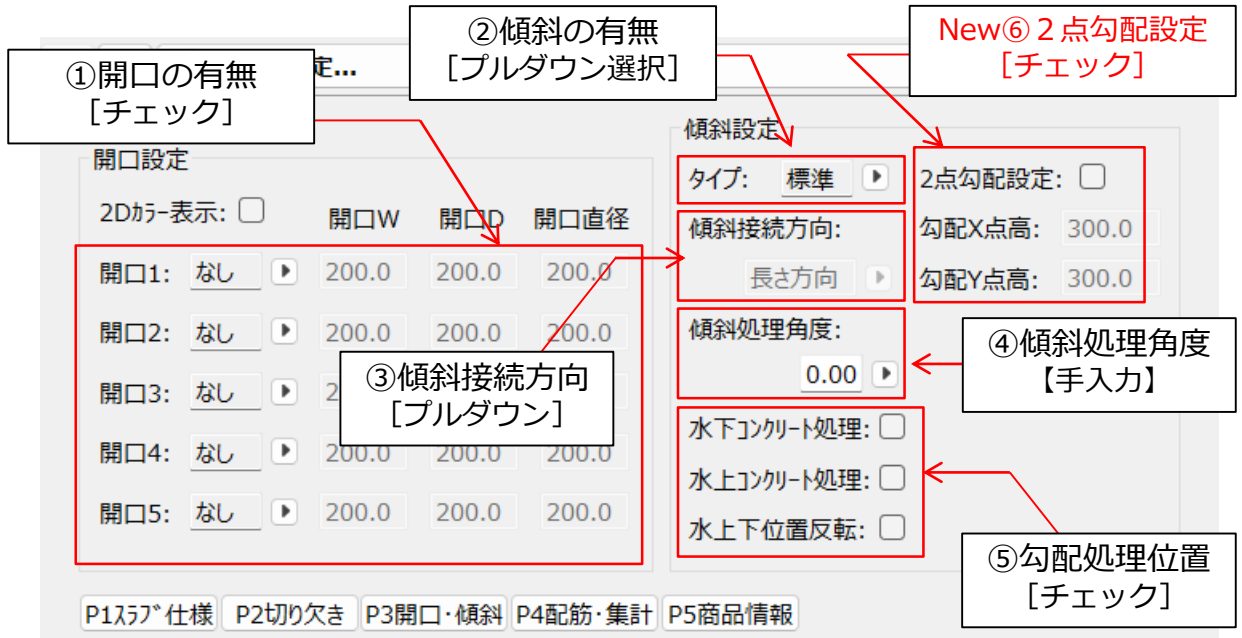 ①開口の有無
[チェック]
②傾斜の有無
[プルダウン選択]
New⑥２点勾配設定
[チェック]
定...
開口設定
2Dｶﾗｰ表示:
開口W 開口D 開口直径
開口1: なし 200.0 200.0 200.0
開口2: なし 200.0 200.0 200.0
開口3: なし 2
開口4: なし 200.0 200.0 200.0
開口5: なし 200.0 200.0 200.0
③傾斜接続方向
[プルダウン]
傾斜設定
タイプ: 標準
傾斜接続方向:
長さ方向
傾斜処理角度:
0.00
水下ｺﾝｸﾘｰﾄ処理:
水上ｺﾝｸﾘｰﾄ処理:
水上下位置反転:
2点勾配設定:
勾配X点高: 300.0
勾配Y点高: 300.0
④傾斜処理角度
【手入力】
⑤勾配処理位置
[チェック]
P1ｽﾗﾌﾞ仕様 P2切り欠き P3開口・傾斜 P4配筋・集計 P5商品情報